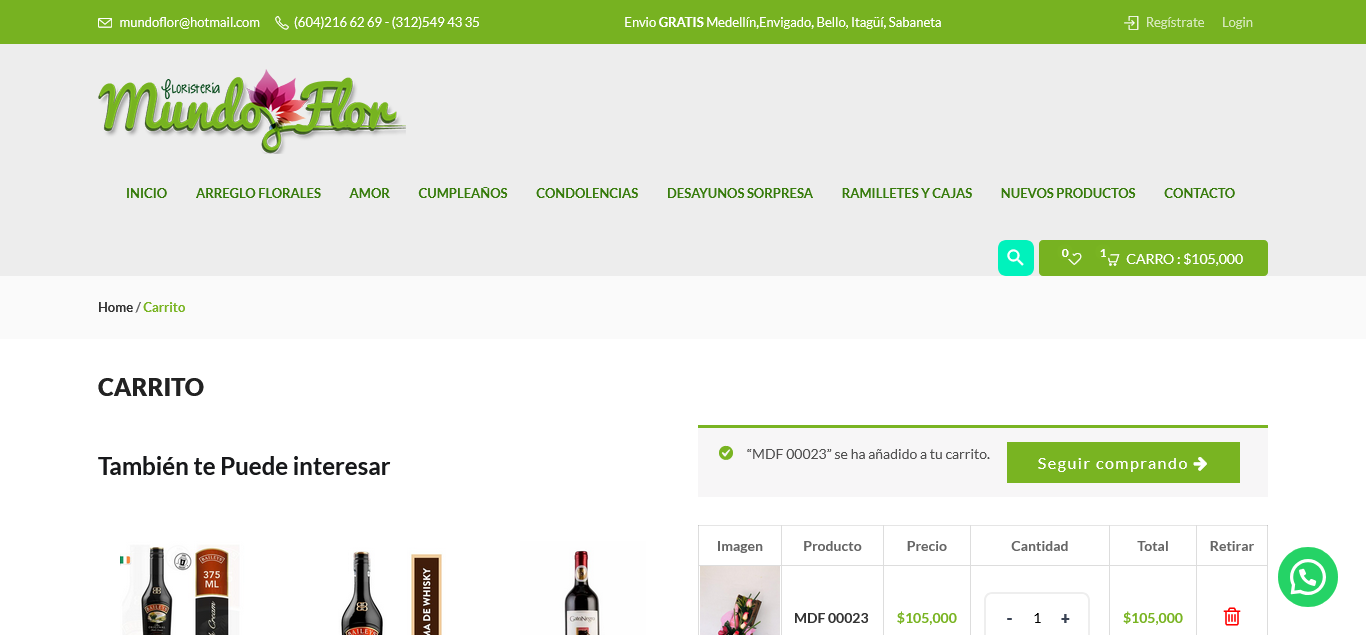 mundoflor@hotmail.com (604)216 62 69 - (312)549 43 35 Envio GRATIS Medellín,Envigado, Bello, Itagüí, Sabaneta Regístrate Login
FLORISTERIA
Mundo Flor
INICIO ARREGLO FLORALES AMOR CUMPLEAÑOS CONDOLENCIAS DESAYUNOS SORPRESA RAMILLETES Y CAJAS NUEVOS PRODUCTOS CONTACTO
0 1 CARRO : $105,000
Home / Carrito
CARRITO
“MDF 00023” se ha añadido a tu carrito. Seguir comprando
También te Puede interesar
Imagen Producto Precio Cantidad Total Retirar
MDF 00023 $105,000 - 1 + $105,000
BAILEYS
375
ML
BAILEYS
MA DE WHISKY
BAILEYS